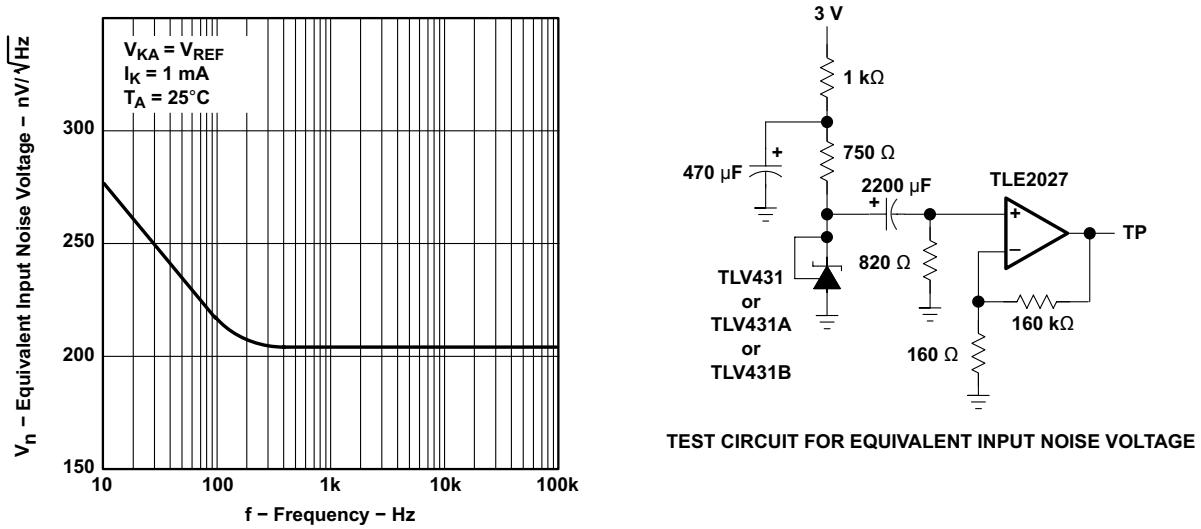 V_n – Equivalent Input Noise Voltage – nV/√Hz
V_KA = V_REF
I_K = 1 mA
T_A = 25°C
300
250
200
150
10
100
1k
10k
100k
f – Frequency – Hz
3 V
1 kΩ
+
750 Ω
470 µF
2200 µF
+
TLE2027
+
–
TP
820 Ω
TLV431
or
TLV431A
or
TLV431B
160 kΩ
160 Ω
TEST CIRCUIT FOR EQUIVALENT INPUT NOISE VOLTAGE